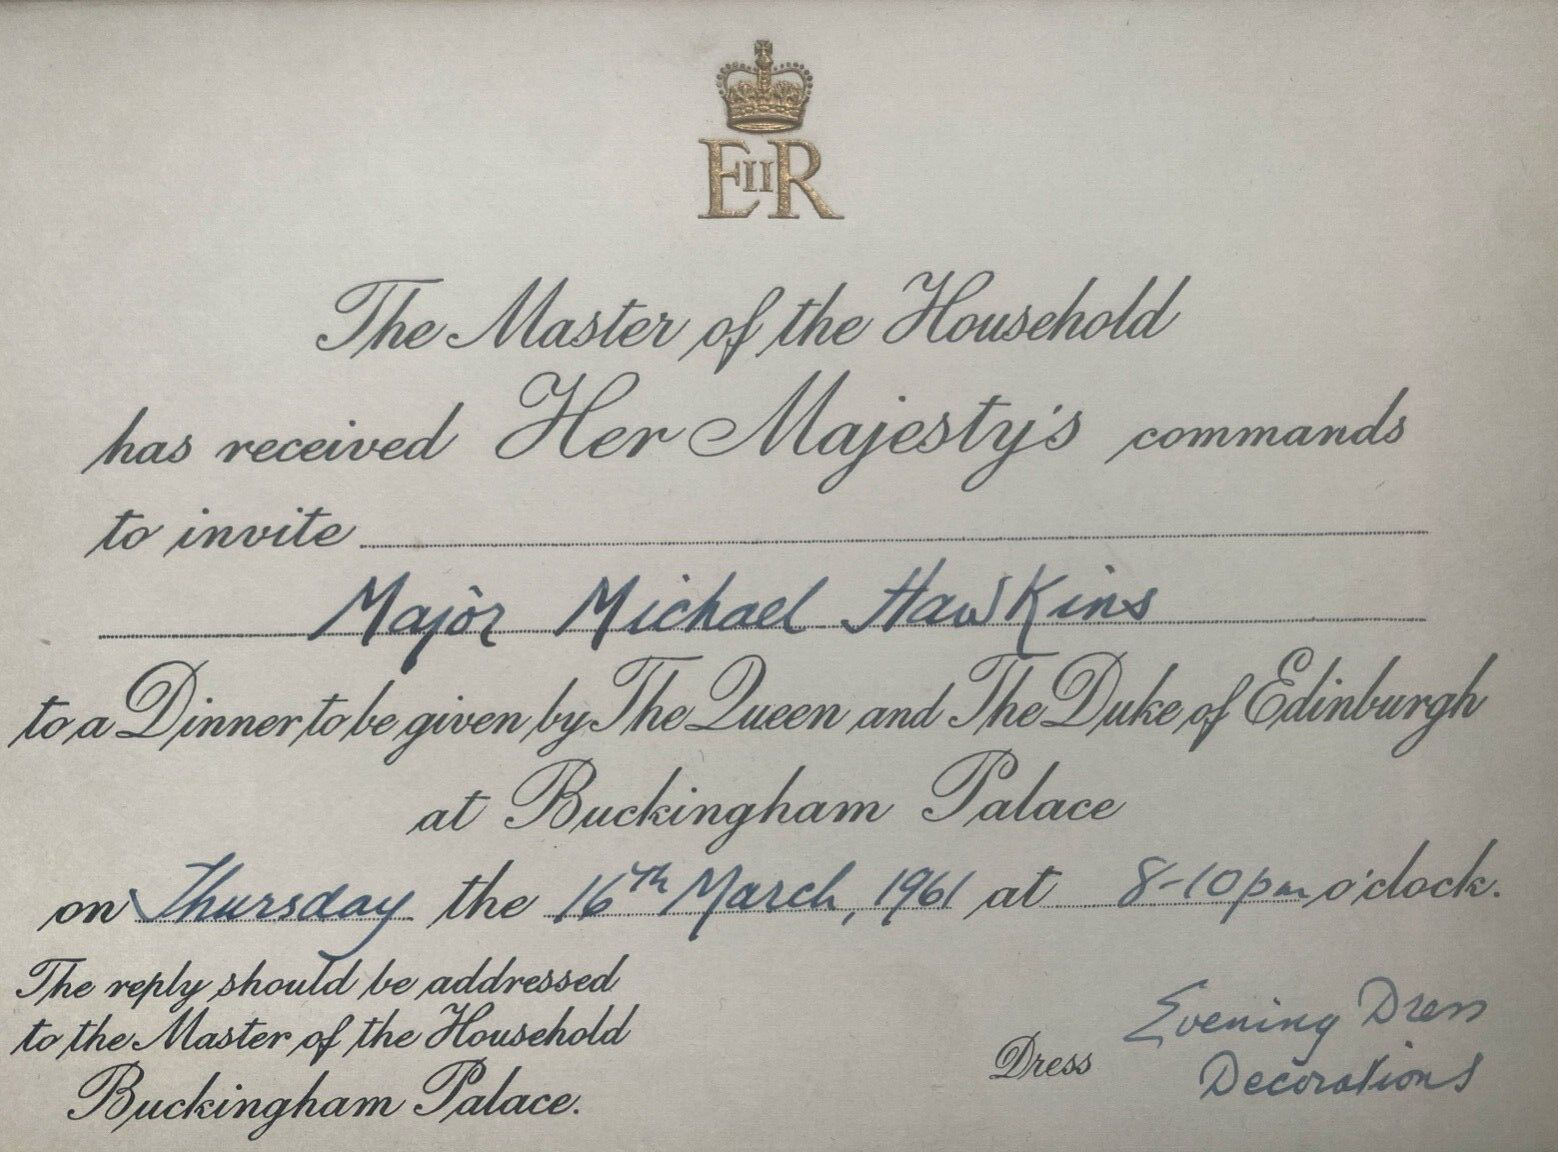 EIIR
The Master of the Household
has received Her Majesty's commands
to invite
Major Michael Hawkins
to a Dinner to be given by The Queen and The Duke of Edinburgh
at Buckingham Palace
on Thursday the 16th March, 1961 at 8-10pm o'clock.
The reply should be addressed
to the Master of the Household
Buckingham Palace.
Dress Evening Dress
Decorations